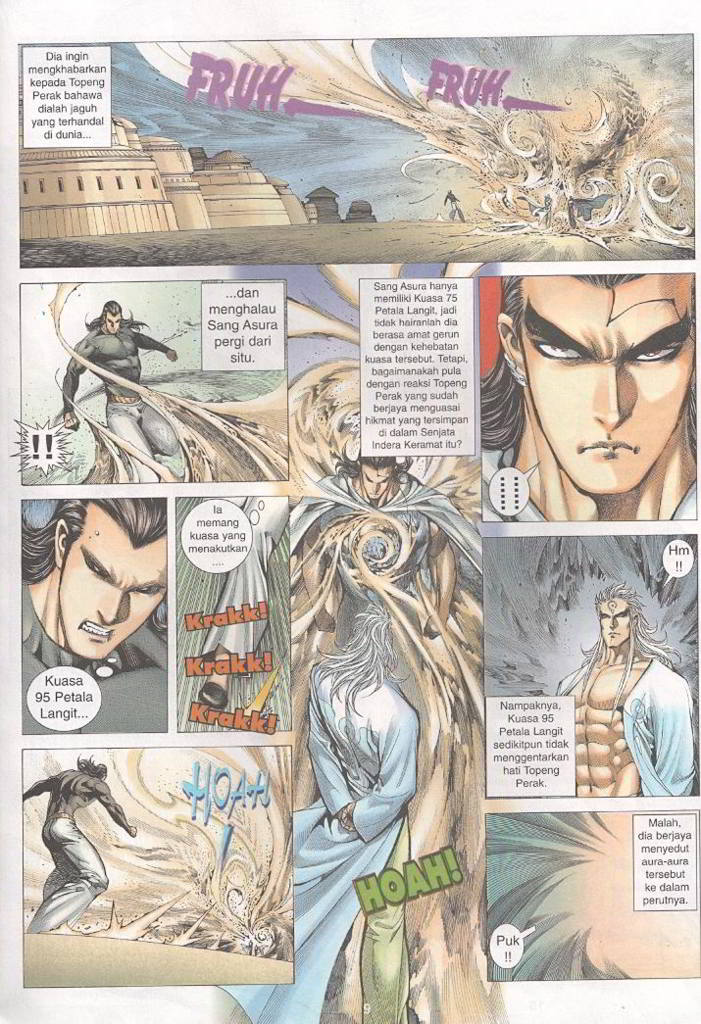 Dia ingin
mengkhabarkan
kepada Topeng
Perak bahawa
dialah jaguh
yang terhandal
di dunia...
FRUH
FRUH
...dan
menghalau
Sang Asura
pergi dari
situ.
!!
Sang Asura hanya
memiliki Kuasa 75
Petala Langit, jadi
tidak hairanlah dia
berasa amat gerun
dengan kehebatan
kuasa tersebut. Tetapi,
bagaimanakah pula
dengan reaksi Topeng
Perak yang sudah
berjaya menguasai
hikmat yang tersimpan
di dalam Senjata
Indera Keramat itu?
Kuasa
95 Petala
Langit...
Ia
memang
kuasa yang
menakutkan
....
Krakk!
Krakk!
Krakk!
Hm
!!
Nampaknya,
Kuasa 95
Petala Langit
sedikitpun tidak
menggentarkan
hati Topeng
Perak.
HOAH
!
HOAH!
Malah,
dia berjaya
menyedut
aura-aura
tersebut
ke dalam
perutnya.
Puk
!!
9